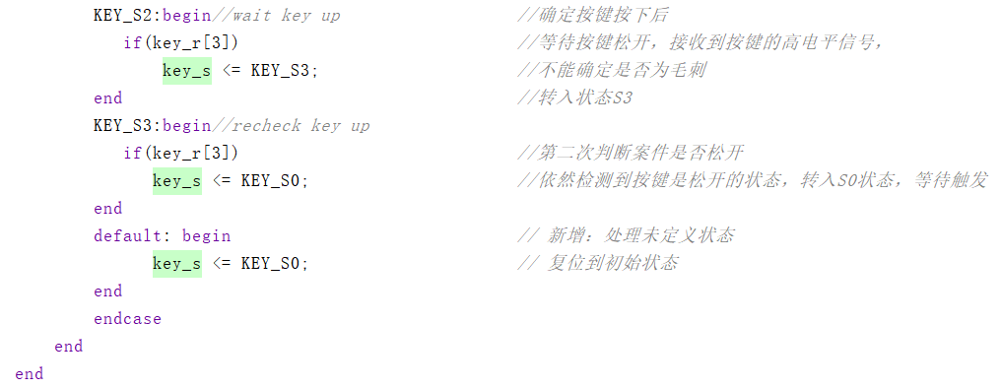 KEY_S2:begin//wait key up //确定按键按下后
if(key_r[3]) //等待按键松开，接收到按键的高电平信号，
key_s <= KEY_S3; //不能确定是否为毛刺
end //转入状态S3
KEY_S3:begin//recheck key up
if(key_r[3]) //第二次判断案件是否松开
key_s <= KEY_S0; //依然检测到按键是松开的状态，转入S0状态，等待触发
end
default: begin // 新增：处理未定义状态
key_s <= KEY_S0; // 复位到初始状态
end
endcase
end
end